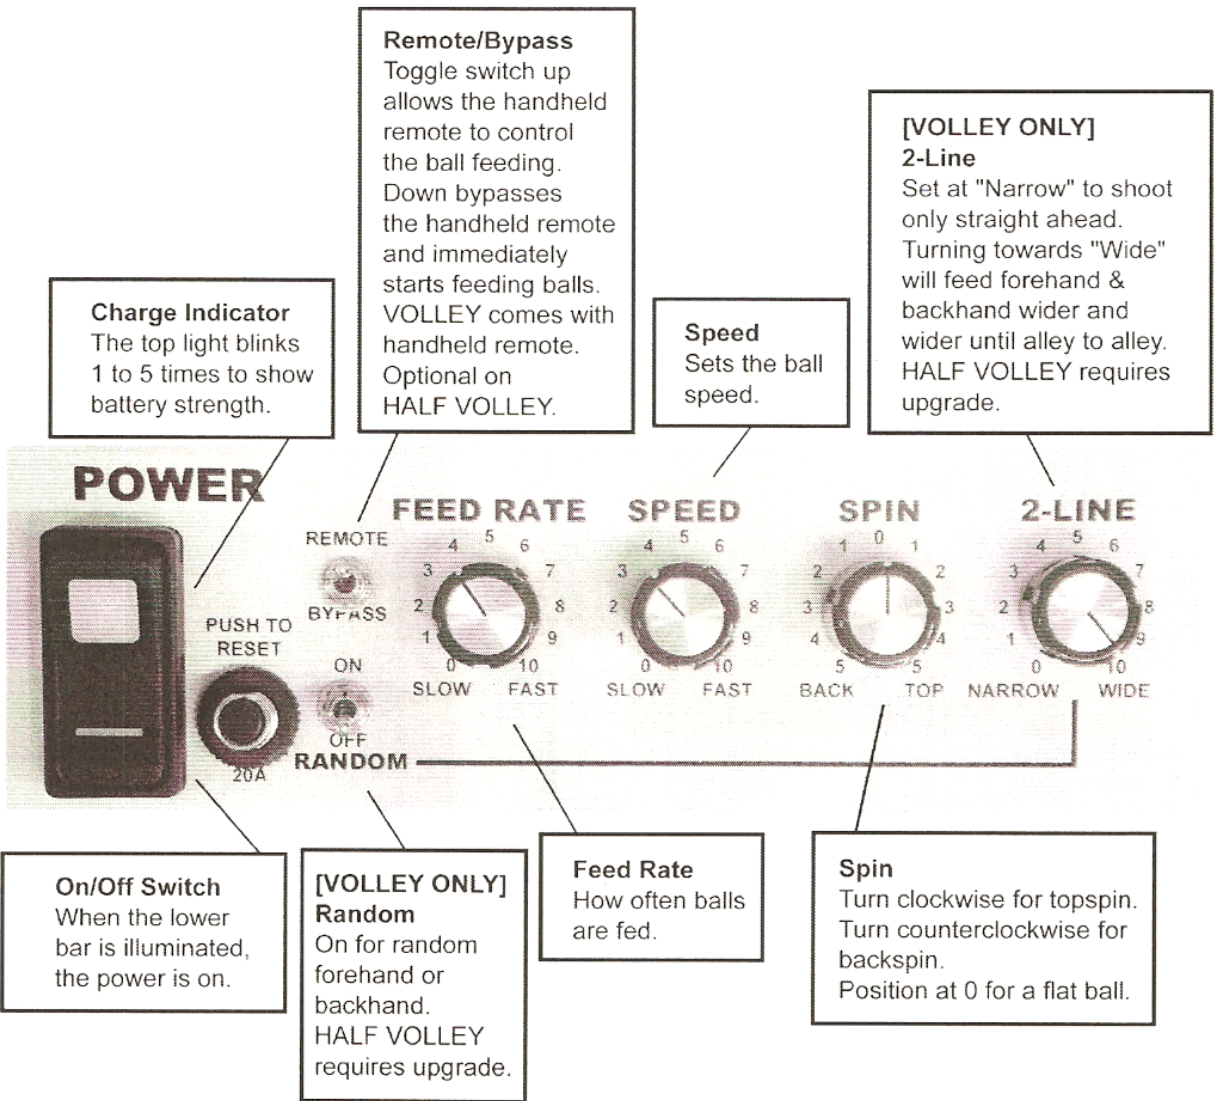 Remote/Bypass
Toggle switch up
allows the handheld
remote to control
the ball feeding.
Down bypasses
the handheld remote
and immediately
starts feeding balls.
VOLLEY comes with
handheld remote.
Optional on
HALF VOLLEY.
[VOLLEY ONLY]
2-Line
Set at "Narrow" to shoot
only straight ahead.
Turning towards "Wide"
will feed forehand &
backhand wider and
wider until alley to alley.
HALF VOLLEY requires
upgrade.
Charge Indicator
The top light blinks
1 to 5 times to show
battery strength.
Speed
Sets the ball
speed.
POWER
PUSH TO
RESET
20A
REMOTE
BYPASS
ON
OFF
RANDOM
FEED RATE
0 1 2 3 4 5 6 7 8 9 10
SLOW FAST
SPEED
0 1 2 3 4 5 6 7 8 9 10
SLOW FAST
SPIN
5 4 3 2 1 0 1 2 3 4 5
BACK TOP
2-LINE
0 1 2 3 4 5 6 7 8 9 10
NARROW WIDE
On/Off Switch
When the lower
bar is illuminated,
the power is on.
[VOLLEY ONLY]
Random
On for random
forehand or
backhand.
HALF VOLLEY
requires upgrade.
Feed Rate
How often balls
are fed.
Spin
Turn clockwise for topspin.
Turn counterclockwise for
backspin.
Position at 0 for a flat ball.